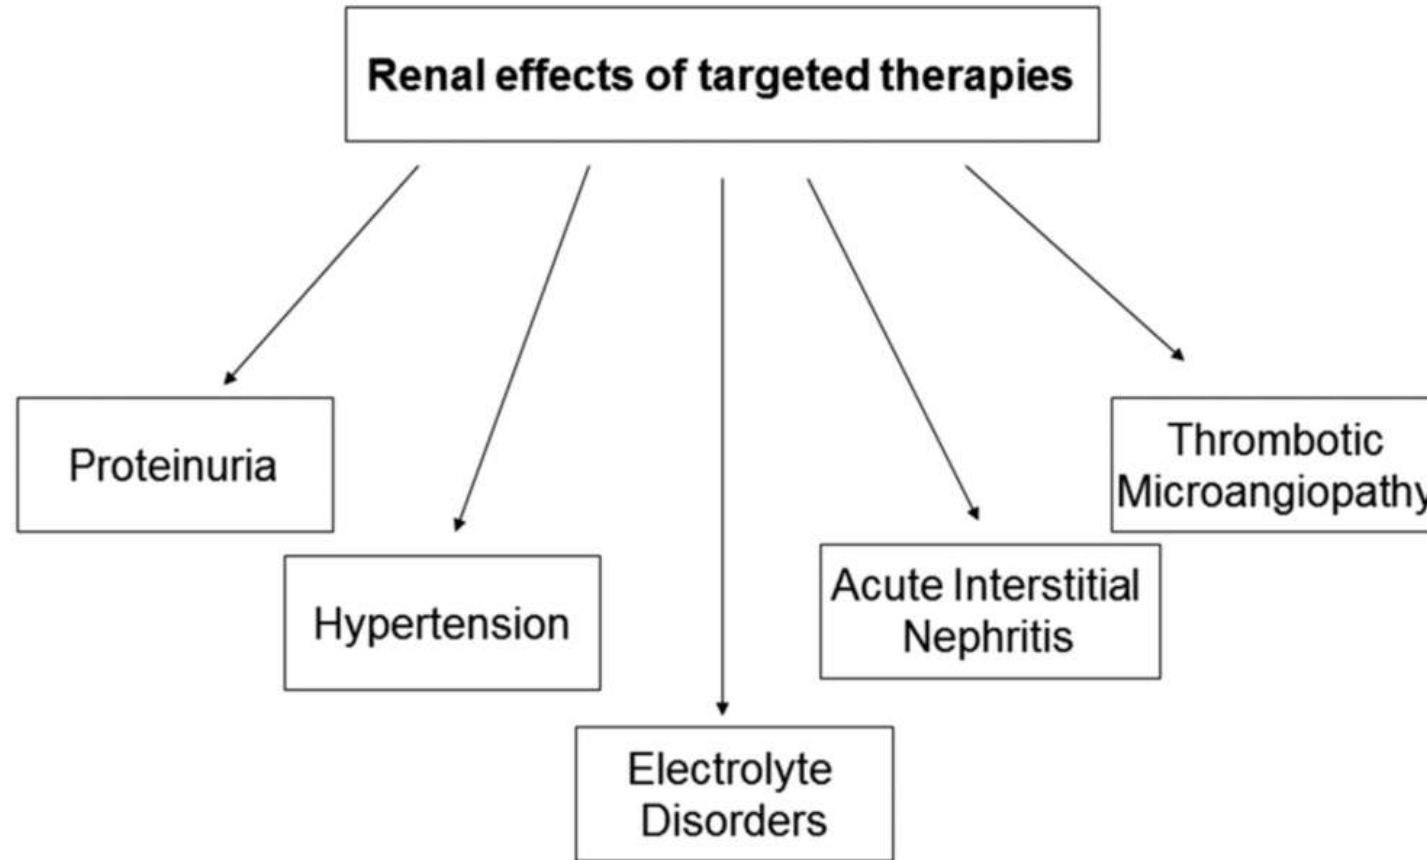 Renal effects of targeted therapies
Proteinuria
Hypertension
Electrolyte
Disorders
Acute Interstitial
Nephritis
Thrombotic
Microangiopathy